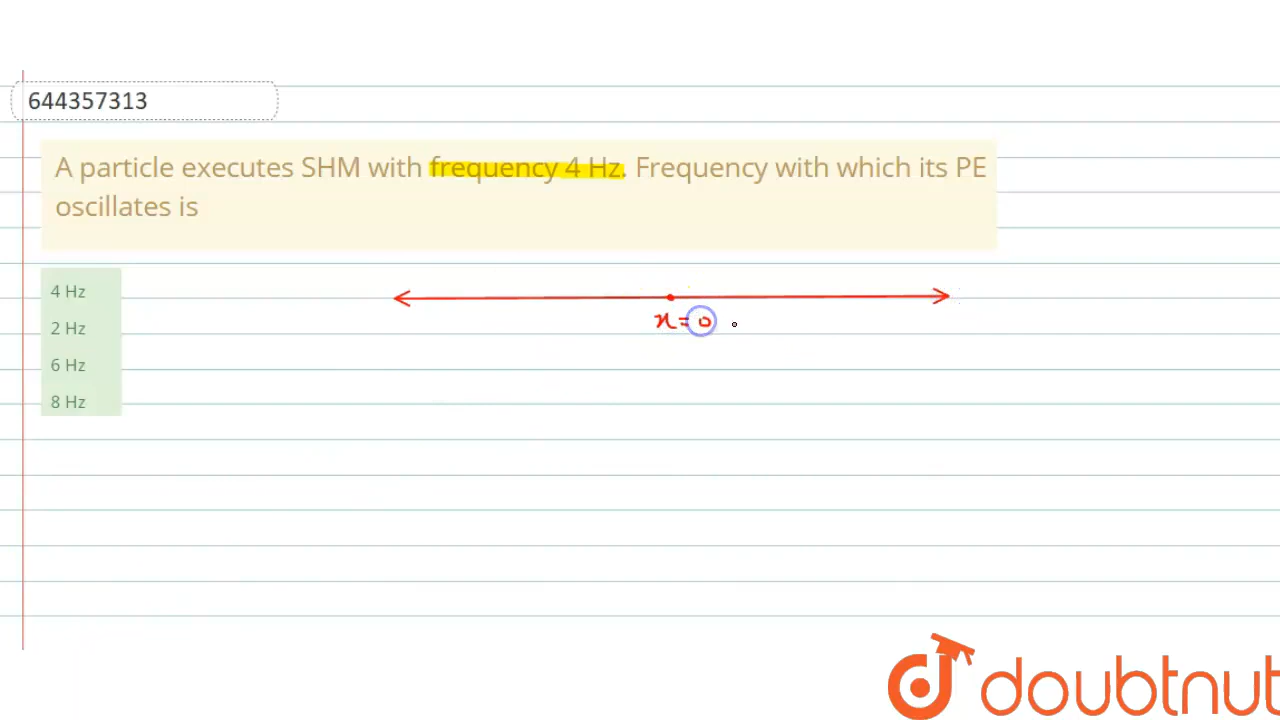 644357313
A particle executes SHM with frequency 4 Hz. Frequency with which its PE
oscillates is
4 Hz
2 Hz
6 Hz
8 Hz
x = 0
doubtnut